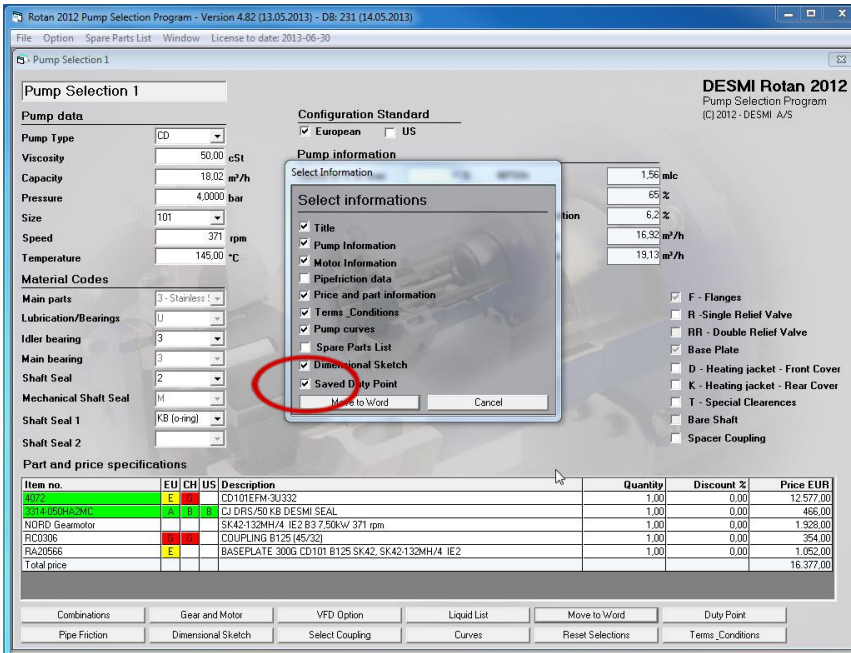 Rotan 2012 Pump Selection Program - Version 4.82 (13.05.2013) - DB: 231 (14.05.2013)
File Option Spare Parts List Window License to date: 2013-06-30
Pump Selection 1
Pump Selection 1
DESMI Rotan 2012
Pump Selection Program
(C) 2012 - DESMI A/S
Pump data
Pump Type CD
Viscosity 50,00 cSt
Capacity 18,02 m³/h
Pressure 4,0000 bar
Size 101
Speed 371 rpm
Temperature 145,00 °C
Material Codes
Main parts 3 - Stainless
Lubrication/Bearings U
Idler bearing 3
Main bearing 3
Shaft Seal 2
Mechanical Shaft Seal M
Shaft Seal 1 KB (o-ring)
Shaft Seal 2
Configuration Standard
European US
Pump information
1,56 mlc
65 %
6,2 %
16,92 m³/h
19,13 m³/h
Select Information
Select informations
Title
Pump Information
Motor Information
Pipefriction data
Price and part information
Terms_Conditions
Pump curves
Spare Parts List
Dimensional Sketch
Saved Duty Point
Move to Word Cancel
F - Flanges
R -Single Relief Valve
RR - Double Relief Valve
Base Plate
D - Heating jacket - Front Cover
K - Heating jacket - Rear Cover
T - Special Clearences
Bare Shaft
Spacer Coupling
Part and price specifications
Item no. EU CH US Description Quantity Discount % Price EUR
4072 E G CD101EFM-3U332 1,00 0,00 12.577,00
3314-050HA2MC A B B CJ DRS/50 KB DESMI SEAL 1,00 0,00 466,00
NORD Gearmotor SK42-132MH/4 IE2 B3 7,50kW 371 rpm 1,00 0,00 1.928,00
RC0306 G G COUPLING B125 (45/32) 1,00 0,00 354,00
RA20566 E BASEPLATE 300G CD101 B125 SK42, SK42-132MH/4 IE2 1,00 0,00 1.052,00
Total price 16.377,00
Combinations Gear and Motor VFD Option Liquid List Move to Word Duty Point
Pipe Friction Dimensional Sketch Select Coupling Curves Reset Selections Terms_Conditions